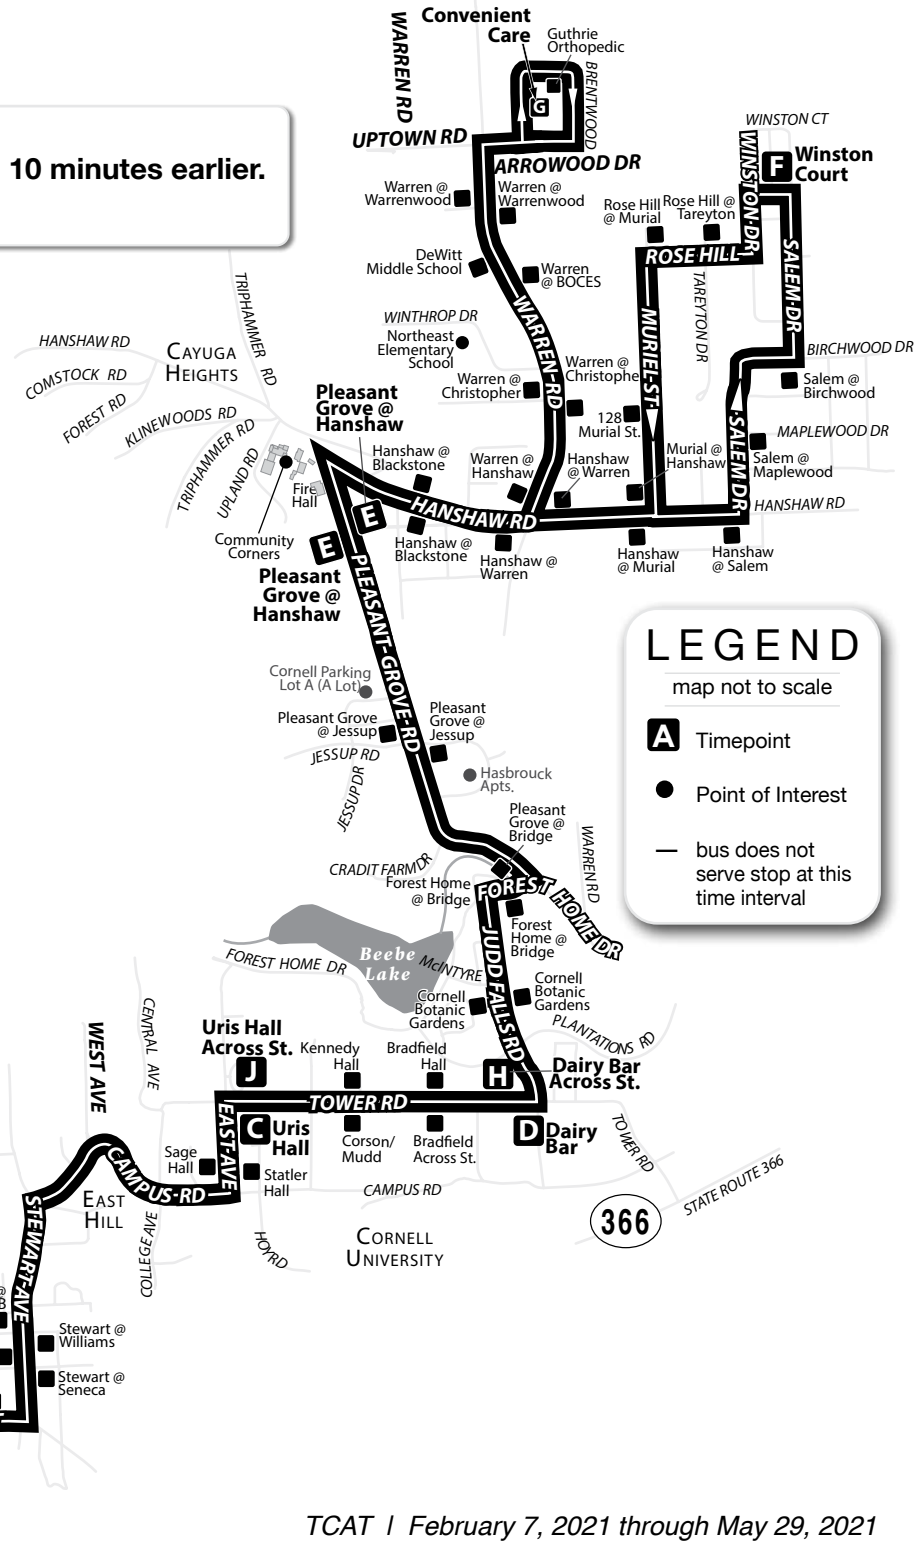 Convenient
Care
Guthrie
Orthopedic
WARREN RD
BRENTWOOD
G
WINSTON CT
UPTOWN RD
ARROWOOD DR
10 minutes earlier.
WINSTON DR
F
Winston
Court
Warren @
Warrenwood
Warren @
Warrenwood
Rose Hill
@ Murial
Rose Hill @
Tareyton
ROSE HILL
SALEM DR
DeWitt
Middle School
Warren
@ BOCES
TRIPHAMMER RD
TAREYTON DR
WARREN RD
MURIEL ST
WINTHROP DR
Northeast
Elementary
School
HANSHAW RD
CAYUGA
HEIGHTS
COMSTOCK RD
FOREST RD
KLINEWOODS RD
TRIPHAMMER RD
UPLAND RD
BIRCHWOOD DR
Warren @
Christophe
Warren @
Christopher
Salem @
Birchwood
Pleasant
Grove @
Hanshaw
128
Murial St.
SALEM DR
MAPLEWOOD DR
Hanshaw @
Blackstone
Warren @
Hanshaw
Hanshaw
@ Warren
Murial @
Hanshaw
Salem @
Maplewood
Fire
Hall
HANSHAW RD
HANSHAW RD
E
E
Community
Corners
Hanshaw @
Blackstone
Hanshaw @
Warren
Hanshaw
@ Murial
Hanshaw
@ Salem
Pleasant
Grove @
Hanshaw
PLEASANT GROVE RD
LEGEND
map not to scale
A Timepoint
Point of Interest
bus does not
serve stop at this
time interval
Cornell Parking
Lot A (A Lot)
Pleasant Grove
@ Jessup
Pleasant
Grove @
Jessup
JESSUP RD
JESSUP DR
Hasbrouck
Apts.
Pleasant
Grove @
Bridge
WARREN RD
CRADIT FARM DR
Forest Home
@ Bridge
FOREST HOME DR
Forest
Home @
Bridge
JUDD FALLS RD
Beebe
Lake
FOREST HOME DR
McINTYRE
Cornell
Botanic
Gardens
Cornell
Botanic
Gardens
PLANTATIONS RD
CENTRAL AVE
WEST AVE
Uris Hall
Across St.
J
Kennedy
Hall
Bradfield
Hall
H
Dairy Bar
Across St.
TOWER RD
EAST AVE
C
Uris
Hall
Corson/
Mudd
Bradfield
Across St.
D
Dairy
Bar
TOWER RD
Sage
Hall
Statler
Hall
CAMPUS RD
CAMPUS RD
STATE ROUTE 366
366
STEWART AVE
EAST
HILL
COLLEGE AVE
HOY RD
CORNELL
UNIVERSITY
Stewart @
Williams
Stewart @
Seneca
TCAT | February 7, 2021 through May 29, 2021